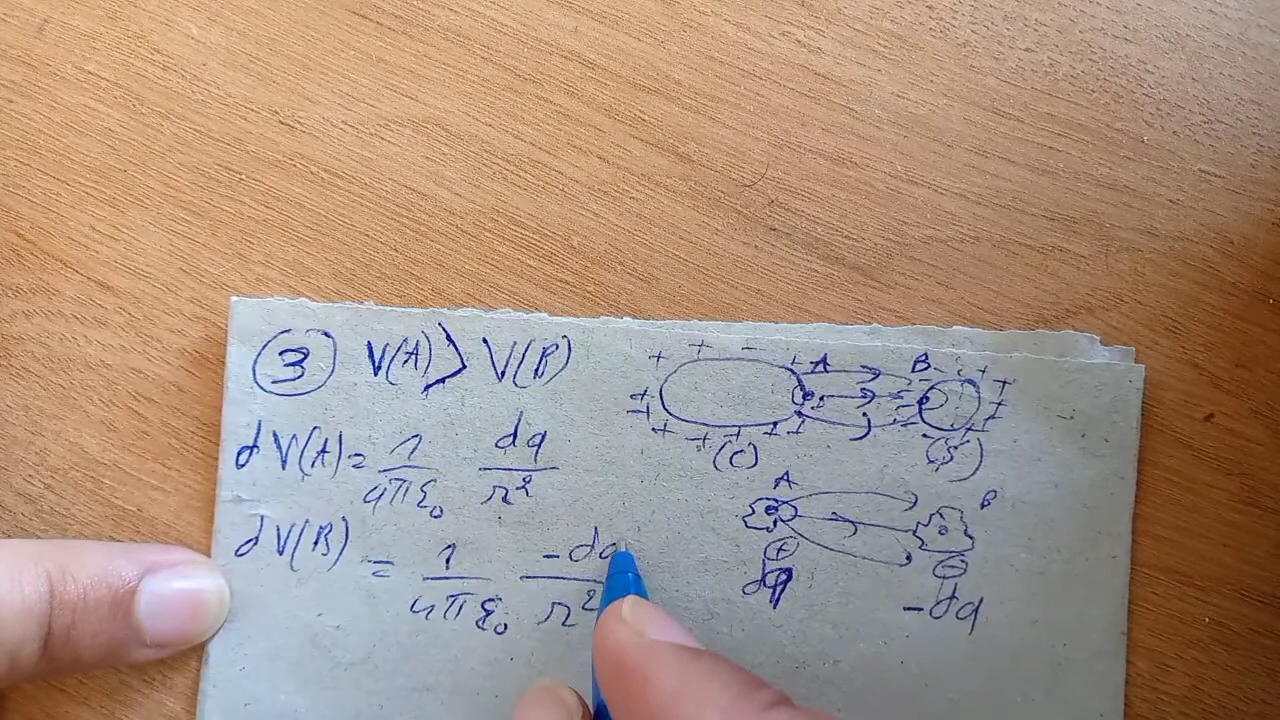 ③ V(A) > V(B)
dV(A) = 1/4πε₀ dq/r²
dV(B) = 1/4πε₀ -dq/r²
A B
(C) (S)
A B
+ -
dq -dq